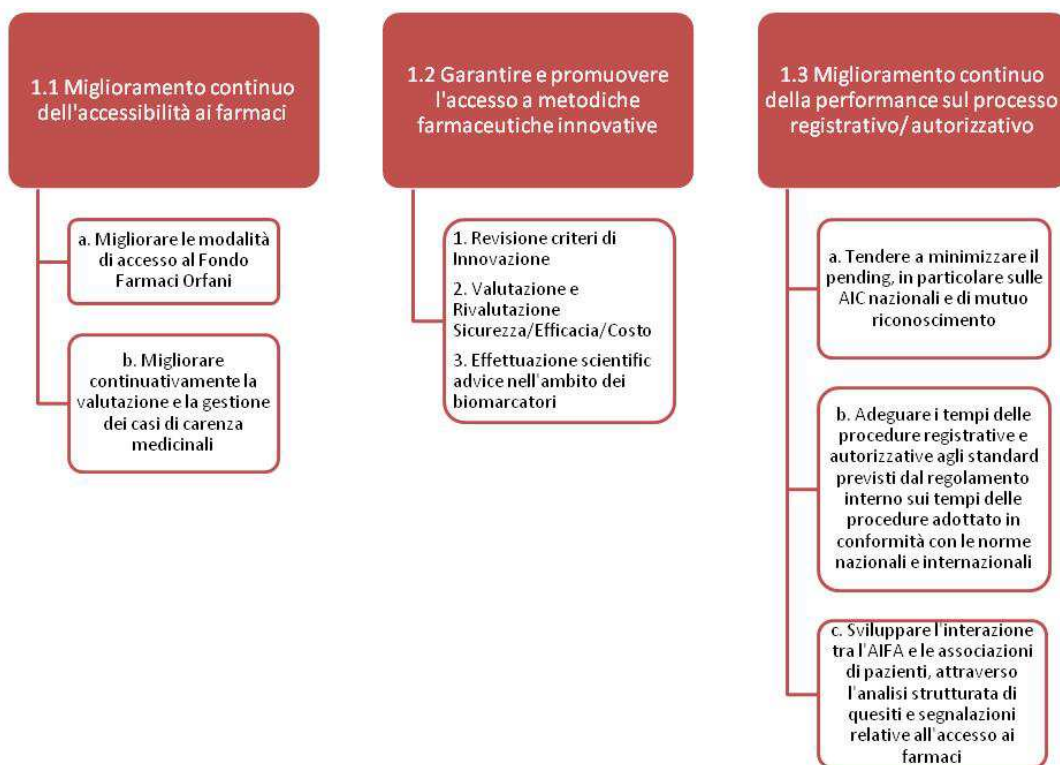 1.1 Miglioramento continuo
dell'accessibilità ai farmaci
a. Migliorare le modalità
di accesso al Fondo
Farmaci Orfani
b. Migliorare
continuativamente la
valutazione e la gestione
dei casi di carenza
medicinali
1.2 Garantire e promuovere
l'accesso a metodiche
farmaceutiche innovative
1. Revisione criteri di
Innovazione
2. Valutazione e
Rivalutazione
Sicurezza/Efficacia/Costo
3. Effettuazione scientific
advice nell'ambito dei
biomarcatori
1.3 Miglioramento continuo
della performance sul processo
registrativo/autorizzativo
a. Tendere a minimizzare il
pending, in particolare sulle
AIC nazionali e di mutuo
riconoscimento
b. Adeguare i tempi delle
procedure registrative e
autorizzative agli standard
previsti dal regolamento
interno sui tempi delle
procedure adottato in
conformità con le norme
nazionali e internazionali
c. Sviluppare l'interazione
tra l'AIFA e le associazioni
di pazienti, attraverso
l'analisi strutturata di
quesiti e segnalazioni
relative all'accesso ai
farmaci